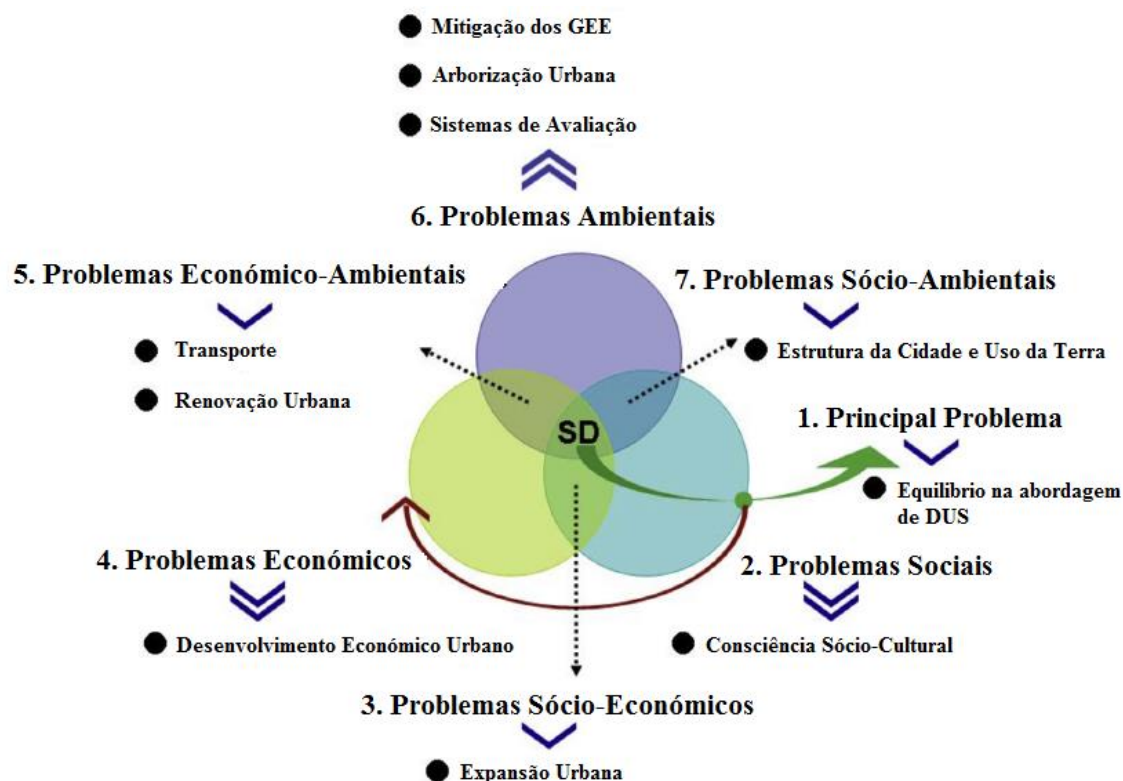 Mitigação dos GEE
Arborização Urbana
Sistemas de Avaliação
6. Problemas Ambientais
5. Problemas Económico-Ambientais
Transporte
Renovação Urbana
7. Problemas Sócio-Ambientais
Estrutura da Cidade e Uso da Terra
SD
1. Principal Problema
Equilibrio na abordagem
de DUS
4. Problemas Económicos
Desenvolvimento Económico Urbano
2. Problemas Sociais
Consciência Sócio-Cultural
3. Problemas Sócio-Económicos
Expansão Urbana